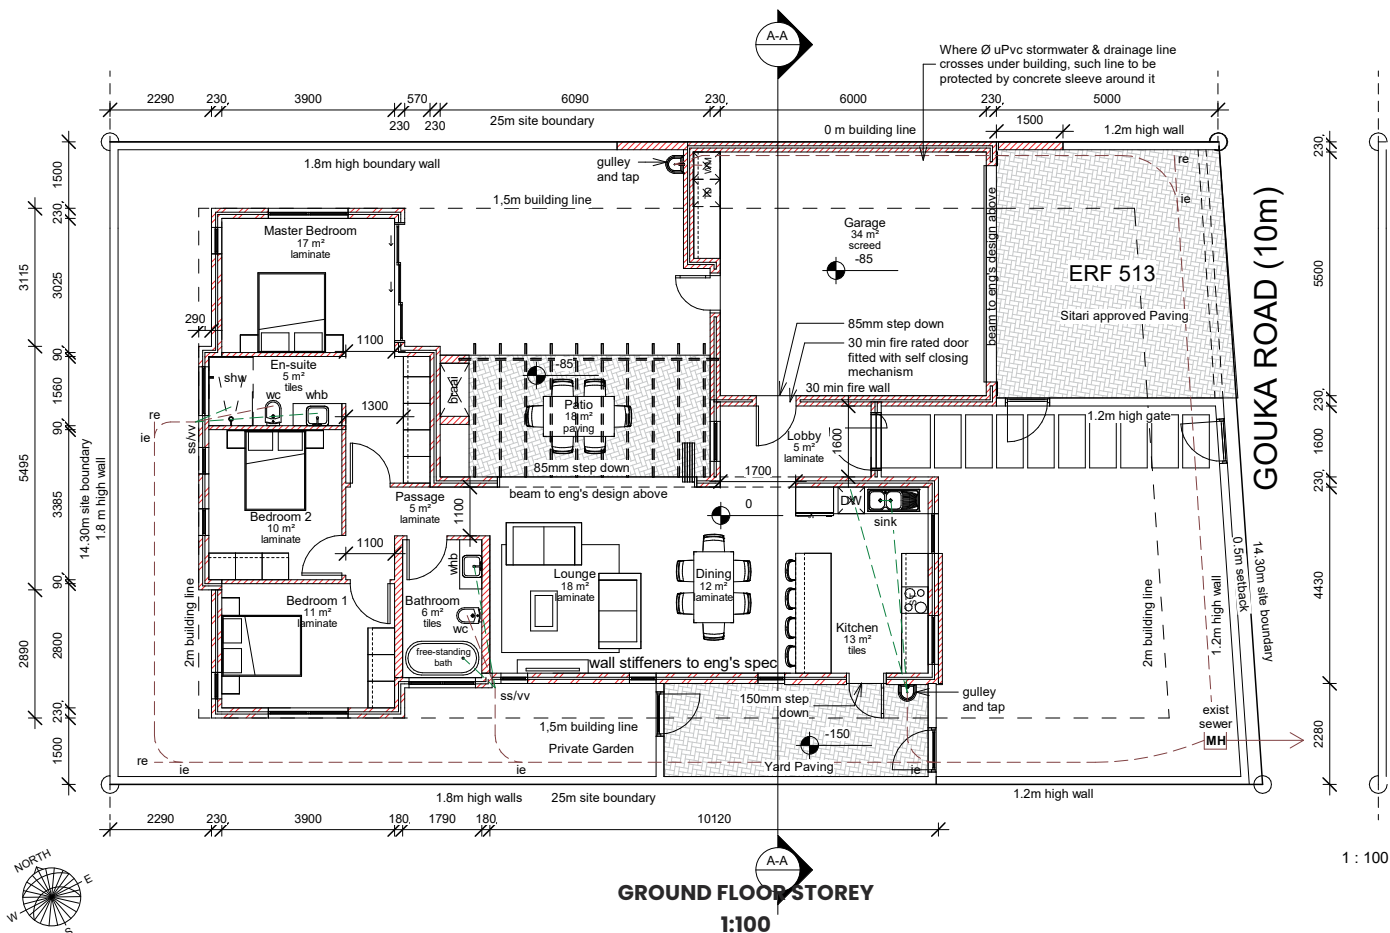 A-A
Where Ø uPvc stormwater & drainage line
crosses under building, such line to be
protected by concrete sleeve around it
2290
230,
3900
570
6090
230,
6000
230,
5000
230
230
25m site boundary
0 m building line
1500
1.2m high wall
1.8m high boundary wall
gulley
and tap
WM
re
ie
1,5m building line
Master Bedroom
17 m²
laminate
Garage
34 m²
screed
-85
beam to eng's design above
ERF 513
Sitari approved Paving
GOUKA ROAD (10m)
290
1100
85mm step down
30 min fire rated door
fitted with self closing
mechanism
30 min fire wall
En-suite
5 m²
tiles
shw
wc
whb
1300
braai
-85
Patio
18 m²
paving
85mm step down
1.2m high gate
Lobby
5 m²
laminate
1600
1700
re
ie
ss/vv
Bedroom 2
10 m²
laminate
Passage
5 m²
laminate
1100
beam to eng's design above
0
DW
sink
1100
whb
Lounge
18 m²
laminate
Dining
12 m²
laminate
Bedroom 1
11 m²
laminate
Bathroom
6 m²
tiles
wc
free-standing
bath
Kitchen
13 m²
tiles
wall stiffeners to eng's spec
ss/vv
150mm step
down
gulley
and tap
-150
Yard Paving
1,5m building line
Private Garden
re
ie
ie
ie
2m building line
2m building line
1.2m high wall
0.5m setback
14.30m site boundary
exist
sewer
MH
14.30m site boundary
1.8 m high wall
1500
230,
3025
90,
1560
90,
3385
90,
2800
230,
1500
3115
5495
2890
230,
5500
230,
1600
230,
4430
2280
1.8m high walls
25m site boundary
1.2m high wall
2290
230,
3900
180,
1790
180,
10120
NORTH
E
W
S
A-A
GROUND FLOOR STOREY
1:100
1 : 100